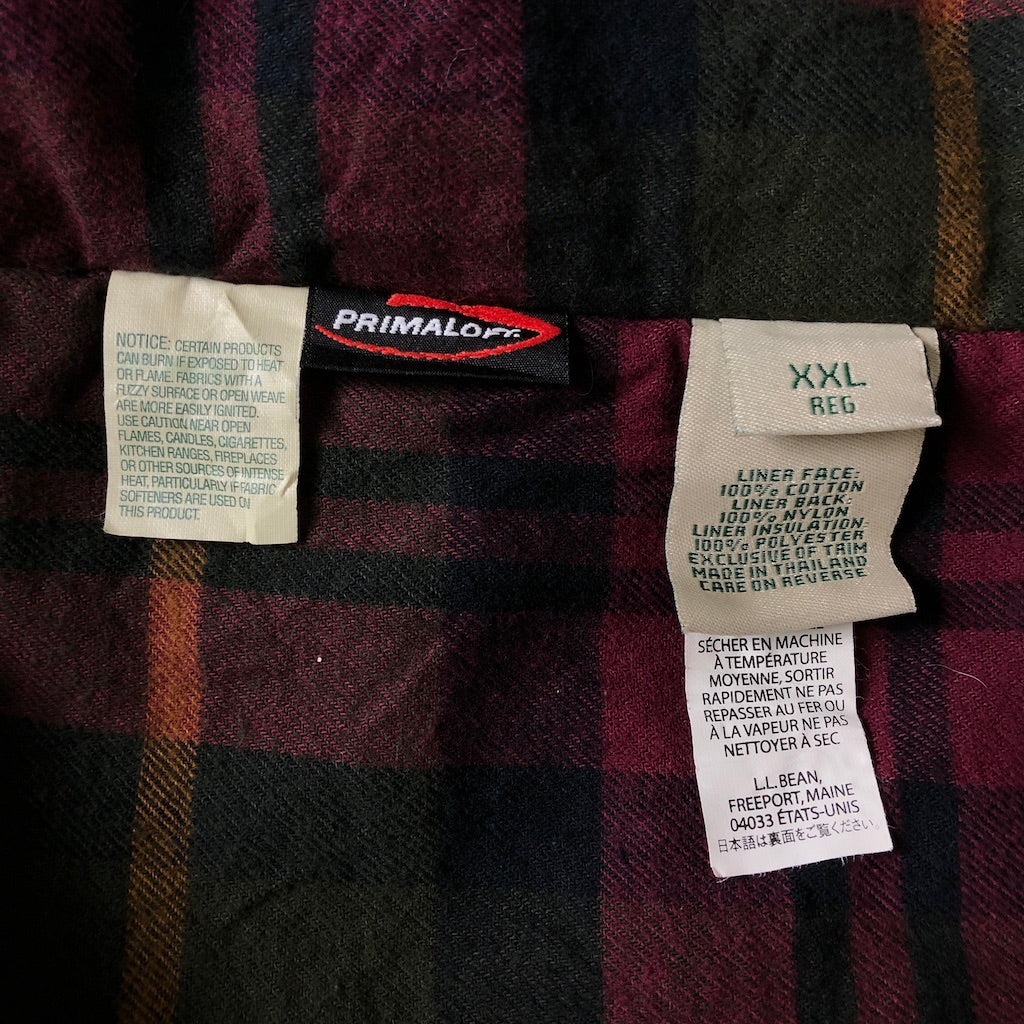 NOTICE: CERTAIN PRODUCTS
CAN BURN IF EXPOSED TO HEAT
OR FLAME. FABRICS WITH A
FUZZY SURFACE OR OPEN WEAVE
ARE MORE EASILY IGNITED.
USE CAUTION NEAR OPEN
FLAMES, CANDLES, CIGARETTES,
KITCHEN RANGES, FIREPLACES
OR OTHER SOURCES OF INTENSE
HEAT, PARTICULARLY IF FABRIC
SOFTENERS ARE USED ON
THIS PRODUCT.
PRIMALOFT
XXL
REG
LINER FACE:
100% COTTON
LINER BACK:
100% NYLON
LINER INSULATION:
100% POLYESTER
EXCLUSIVE OF TRIM
MADE IN THAILAND
CARE ON REVERSE
SÉCHER EN MACHINE
À TEMPÉRATURE
MOYENNE, SORTIR
RAPIDEMENT NE PAS
REPASSER AU FER OU
À LA VAPEUR NE PAS
NETTOYER À SEC
L.L.BEAN,
FREEPORT, MAINE
04033 ÉTATS-UNIS
日本語は裏面をご覧ください。